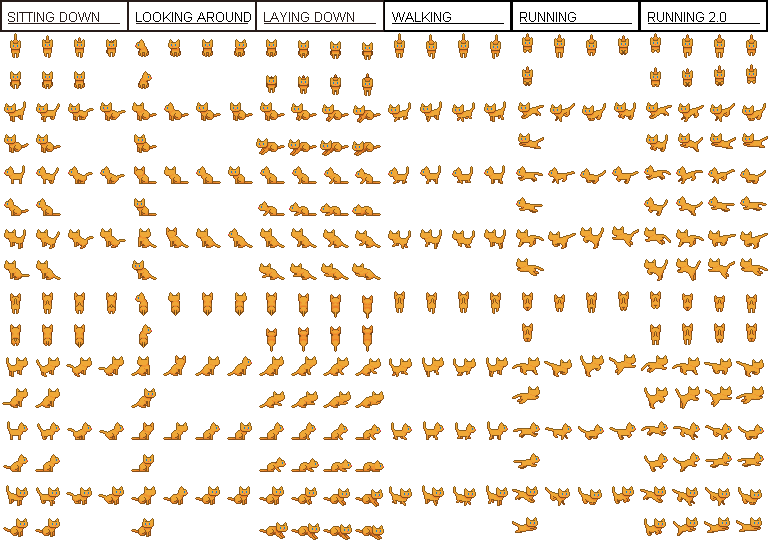 SITTING DOWN
LOOKING AROUND
LAYING DOWN
WALKING
RUNNING
RUNNING 2.0